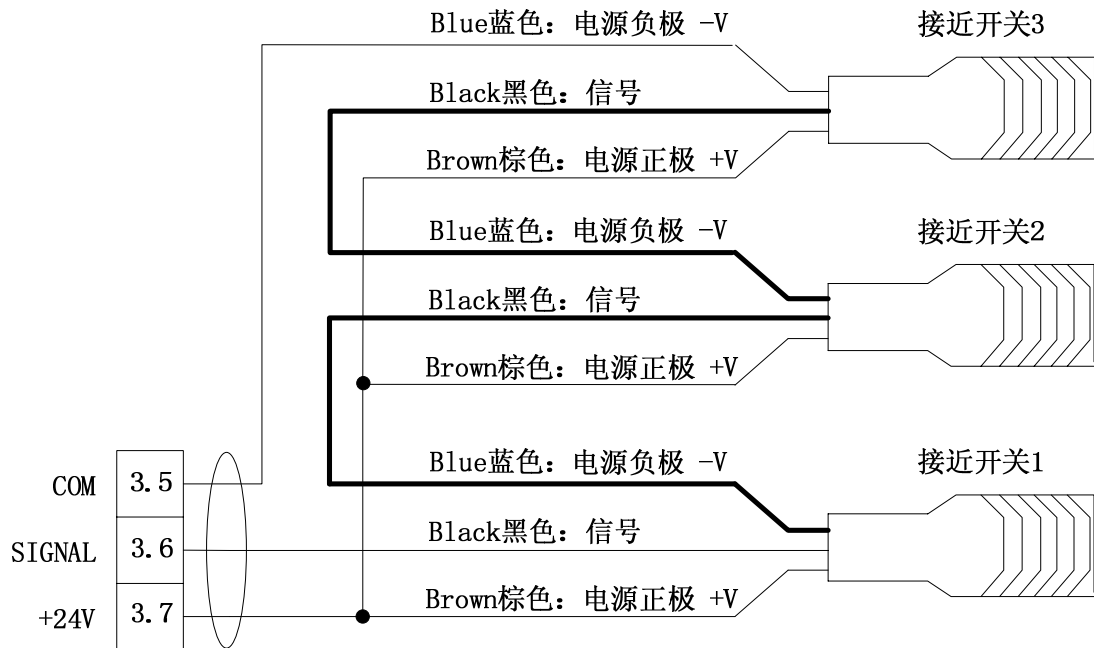 Blue蓝色：电源负极 -V
接近开关3
Black黑色：信号
Brown棕色：电源正极 +V
Blue蓝色：电源负极 -V
接近开关2
Black黑色：信号
Brown棕色：电源正极 +V
Blue蓝色：电源负极 -V
接近开关1
COM 3.5
Black黑色：信号
SIGNAL 3.6
Brown棕色：电源正极 +V
+24V 3.7